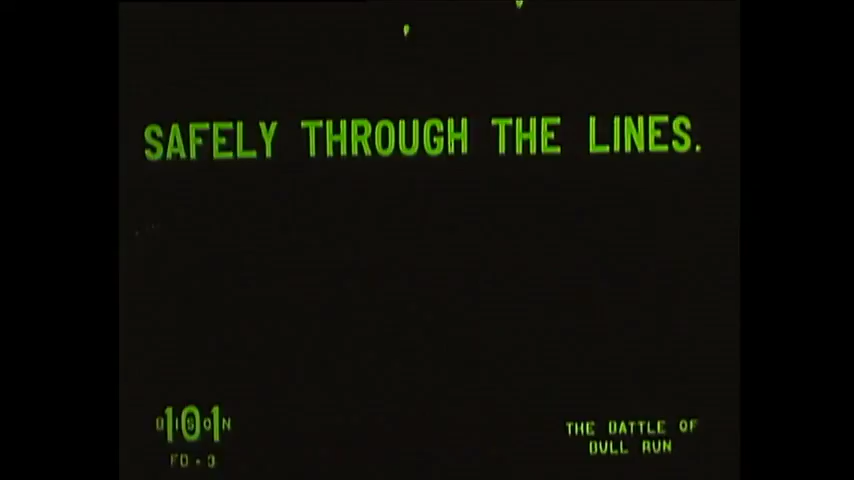 SAFELY THROUGH THE LINES.
101
BISON
THE BATTLE OF
BULL RUN